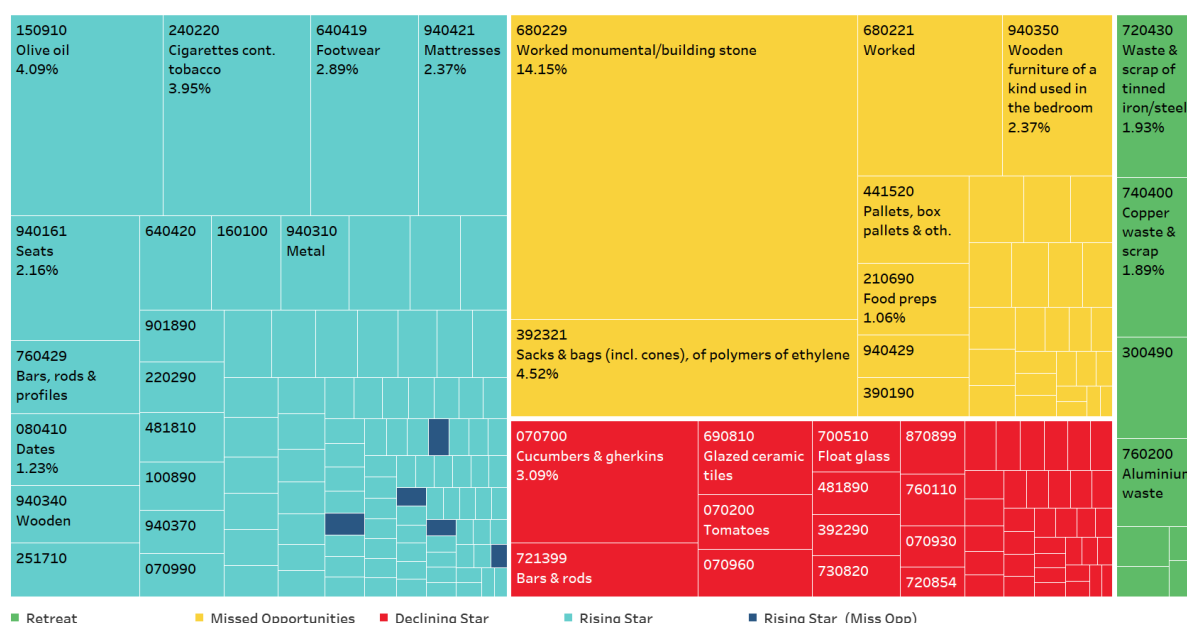 150910
Olive oil
4.09%
240220
Cigarettes cont.
tobacco
3.95%
640419
Footwear
2.89%
940421
Mattresses
2.37%
940161
Seats
2.16%
640420
160100
940310
Metal
901890
760429
Bars, rods &
profiles
220290
080410
Dates
1.23%
481810
100890
940340
Wooden
940370
251710
070990
680229
Worked monumental/building stone
14.15%
680221
Worked
940350
Wooden
furniture of a
kind used in
the bedroom
2.37%
441520
Pallets, box
pallets & oth.
210690
Food preps
1.06%
392321
Sacks & bags (incl. cones), of polymers of ethylene
4.52%
940429
390190
070700
Cucumbers & gherkins
3.09%
690810
Glazed ceramic
tiles
700510
Float glass
870899
481890
760110
070200
Tomatoes
392290
070930
721399
Bars & rods
070960
730820
720854
720430
Waste &
scrap of
tinned
iron/steel
1.93%
740400
Copper
waste &
scrap
1.89%
300490
760200
Aluminiur
waste
Retreat
Missed Opportunities
Declining Star
Rising Star
Rising Star (Miss Opp)